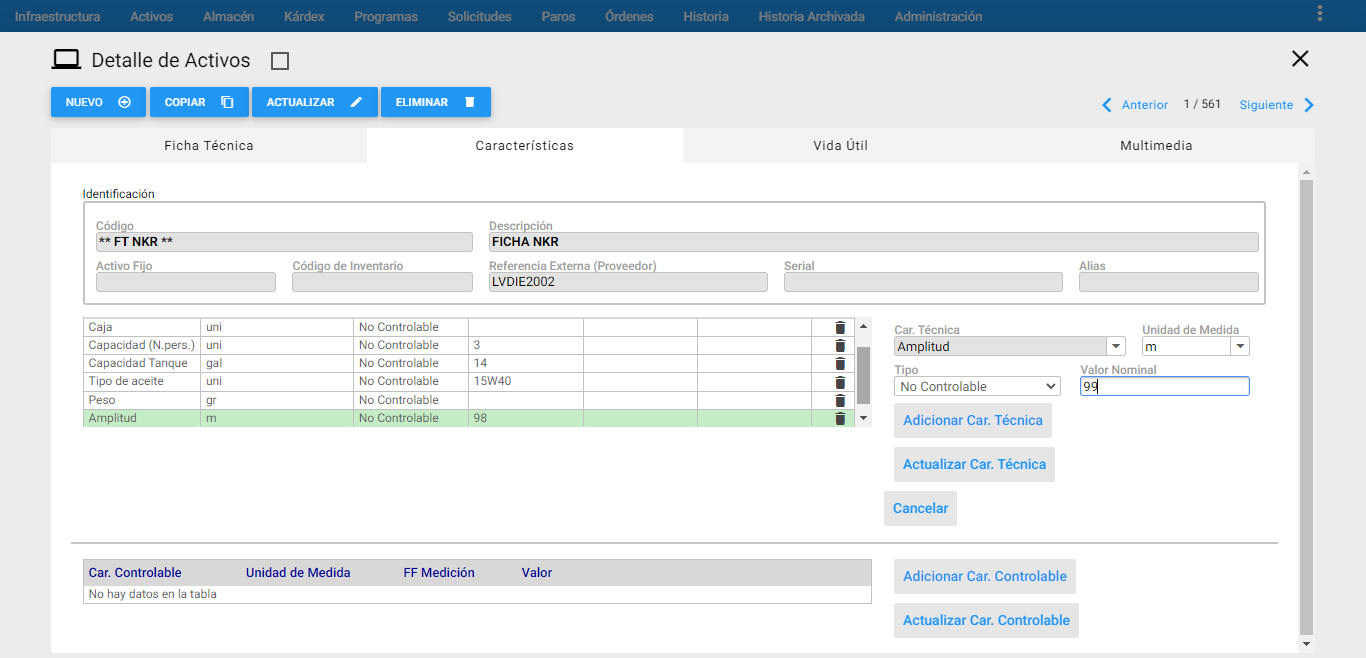 Infraestructura Activos Almacén Kárdex Programas Solicitudes Paros Órdenes Historia Historia Archivada Administración
Detalle de Activos
NUEVO COPIAR ACTUALIZAR ELIMINAR
Anterior 1 / 561 Siguiente
Ficha Técnica Características Vida Útil Multimedia
Identificación
Código Descripción
** FT NKR ** FICHA NKR
Activo Fijo Código de Inventario Referencia Externa (Proveedor) Serial Alias
LVDIE2002
Caja uni No Controlable
Capacidad (N.pers.) uni No Controlable 3
Capacidad Tanque gal No Controlable 14
Tipo de aceite uni No Controlable 15W40
Peso gr No Controlable
Amplitud m No Controlable 98
Car. Técnica Unidad de Medida
Amplitud m
Tipo Valor Nominal
No Controlable 99
Adicionar Car. Técnica
Actualizar Car. Técnica
Cancelar
Car. Controlable Unidad de Medida FF Medición Valor
No hay datos en la tabla
Adicionar Car. Controlable
Actualizar Car. Controlable